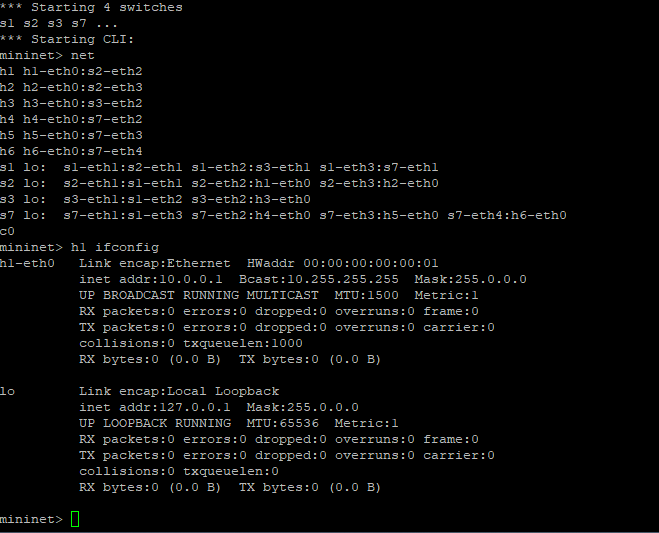 *** Starting 4 switches
s1 s2 s3 s7 ...
*** Starting CLI:
mininet> net
h1 h1-eth0:s2-eth2
h2 h2-eth0:s2-eth3
h3 h3-eth0:s3-eth2
h4 h4-eth0:s7-eth2
h5 h5-eth0:s7-eth3
h6 h6-eth0:s7-eth4
s1 lo:  s1-eth1:s2-eth1 s1-eth2:s3-eth1 s1-eth3:s7-eth1
s2 lo:  s2-eth1:s1-eth1 s2-eth2:h1-eth0 s2-eth3:h2-eth0
s3 lo:  s3-eth1:s1-eth2 s3-eth2:h3-eth0
s7 lo:  s7-eth1:s1-eth3 s7-eth2:h4-eth0 s7-eth3:h5-eth0 s7-eth4:h6-eth0
c0
mininet> h1 ifconfig
h1-eth0   Link encap:Ethernet  HWaddr 00:00:00:00:00:01
          inet addr:10.0.0.1  Bcast:10.255.255.255  Mask:255.0.0.0
          UP BROADCAST RUNNING MULTICAST  MTU:1500  Metric:1
          RX packets:0 errors:0 dropped:0 overruns:0 frame:0
          TX packets:0 errors:0 dropped:0 overruns:0 carrier:0
          collisions:0 txqueuelen:1000
          RX bytes:0 (0.0 B)  TX bytes:0 (0.0 B)
lo        Link encap:Local Loopback
          inet addr:127.0.0.1  Mask:255.0.0.0
          UP LOOPBACK RUNNING  MTU:65536  Metric:1
          RX packets:0 errors:0 dropped:0 overruns:0 frame:0
          TX packets:0 errors:0 dropped:0 overruns:0 carrier:0
          collisions:0 txqueuelen:0
          RX bytes:0 (0.0 B)  TX bytes:0 (0.0 B)
mininet>